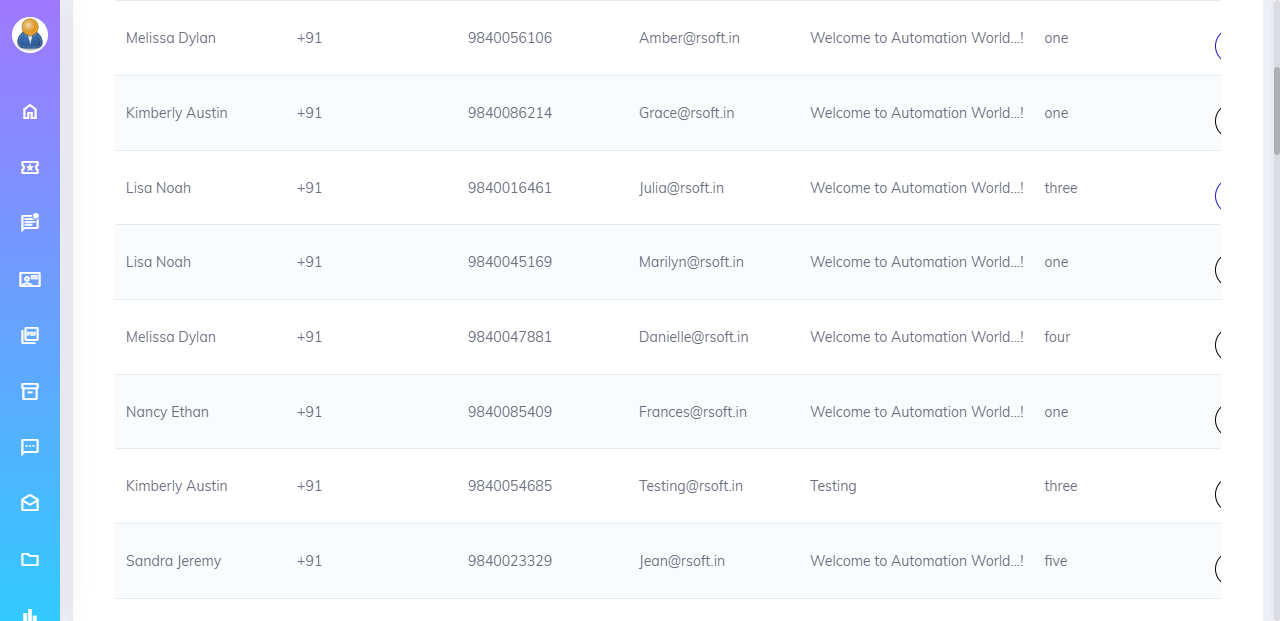 Melissa Dylan +91 9840056106 Amber@rsoft.in Welcome to Automation World...! one
Kimberly Austin +91 9840086214 Grace@rsoft.in Welcome to Automation World...! one
Lisa Noah +91 9840016461 Julia@rsoft.in Welcome to Automation World...! three
Lisa Noah +91 9840045169 Marilyn@rsoft.in Welcome to Automation World...! one
Melissa Dylan +91 9840047881 Danielle@rsoft.in Welcome to Automation World...! four
Nancy Ethan +91 9840085409 Frances@rsoft.in Welcome to Automation World...! one
Kimberly Austin +91 9840054685 Testing@rsoft.in Testing three
Sandra Jeremy +91 9840023329 Jean@rsoft.in Welcome to Automation World...! five